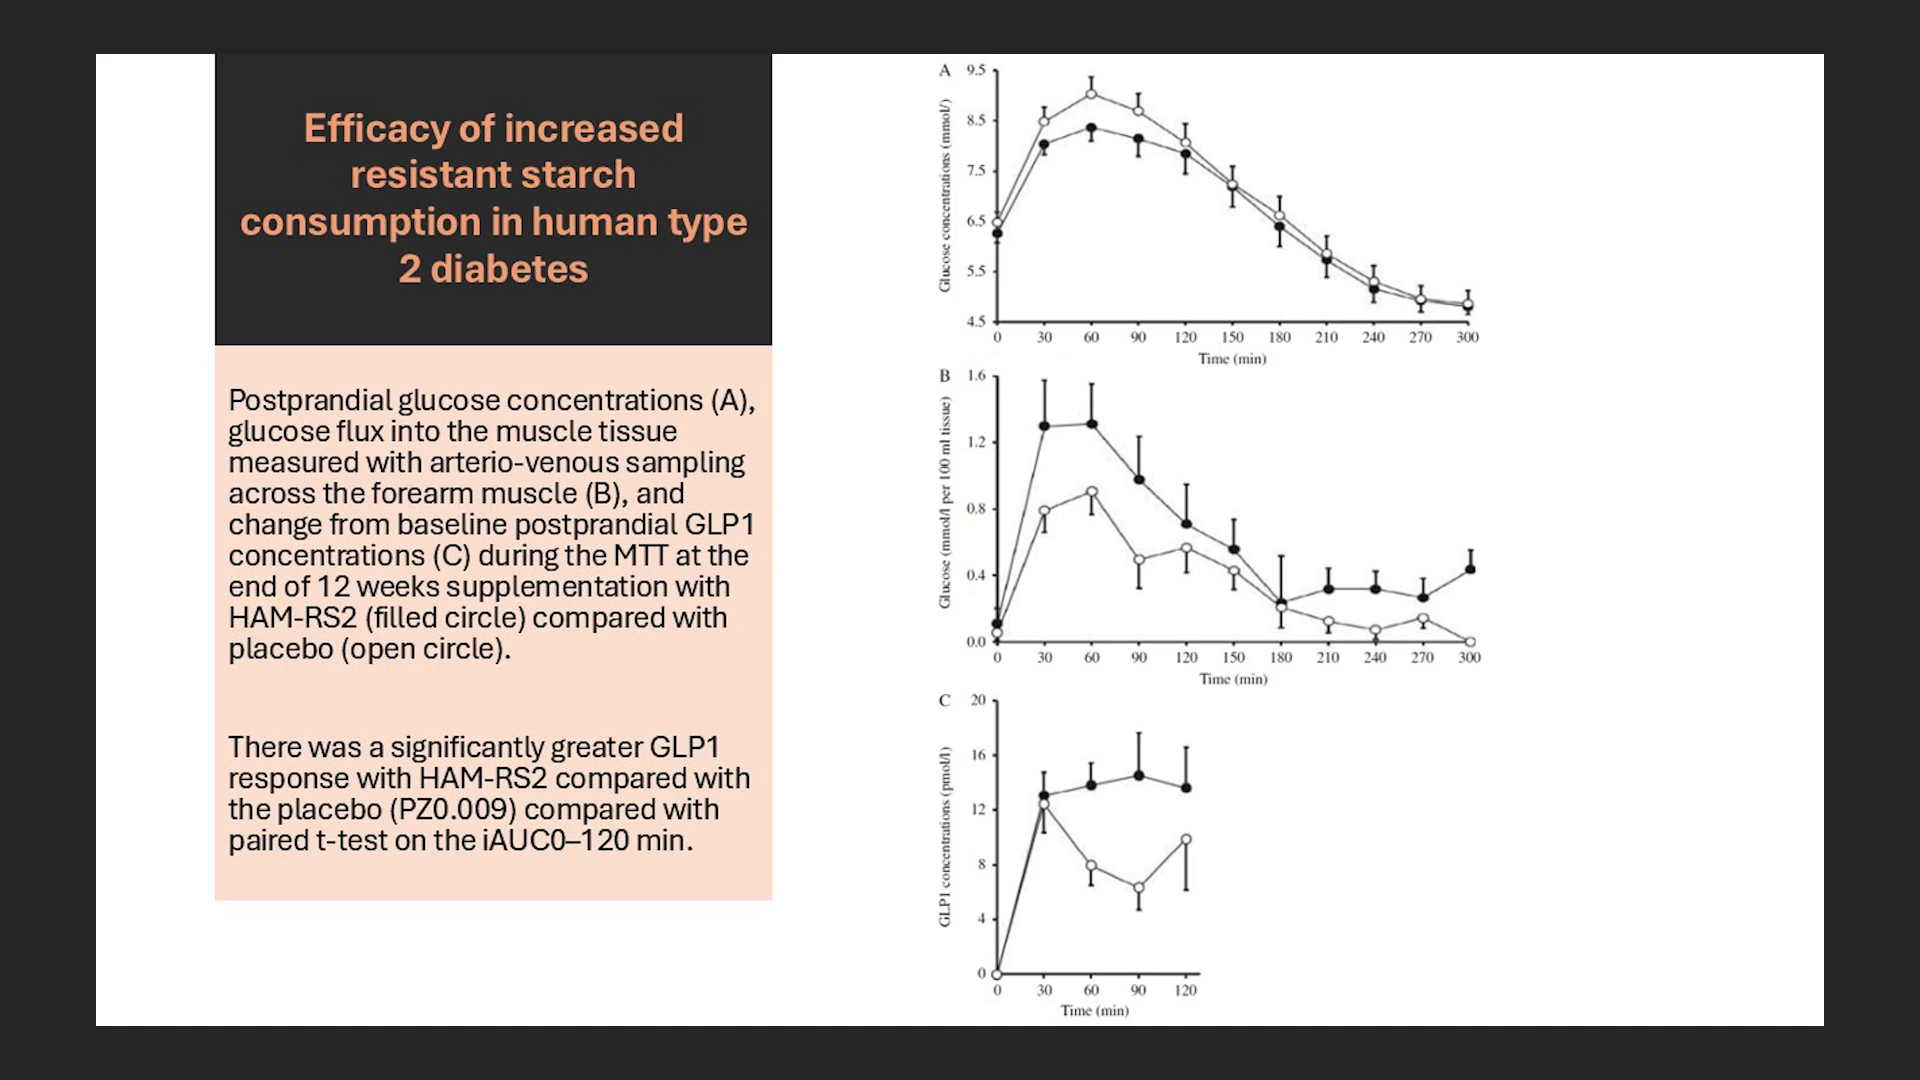 Efficacy of increased
resistant starch
consumption in human type
2 diabetes
Postprandial glucose concentrations (A),
glucose flux into the muscle tissue
measured with arterio-venous sampling
across the forearm muscle (B), and
change from baseline postprandial GLP1
concentrations (C) during the MTT at the
end of 12 weeks supplementation with
HAM-RS2 (filled circle) compared with
placebo (open circle).
There was a significantly greater GLP1
response with HAM-RS2 compared with
the placebo (PZ0.009) compared with
paired t-test on the iAUC0–120 min.
A
Glucose concentrations (mmol/)
9.5
8.5
7.5
6.5
5.5
4.5
0 30 60 90 120 150 180 210 240 270 300
Time (min)
B
Glucose (mmol/l per 100 ml tissue)
1.6
1.2
0.8
0.4
0.0
0 30 60 90 120 150 180 210 240 270 300
Time (min)
C
GLP1 concentrations (pmol/l)
20
16
12
8
4
0
0 30 60 90 120
Time (min)